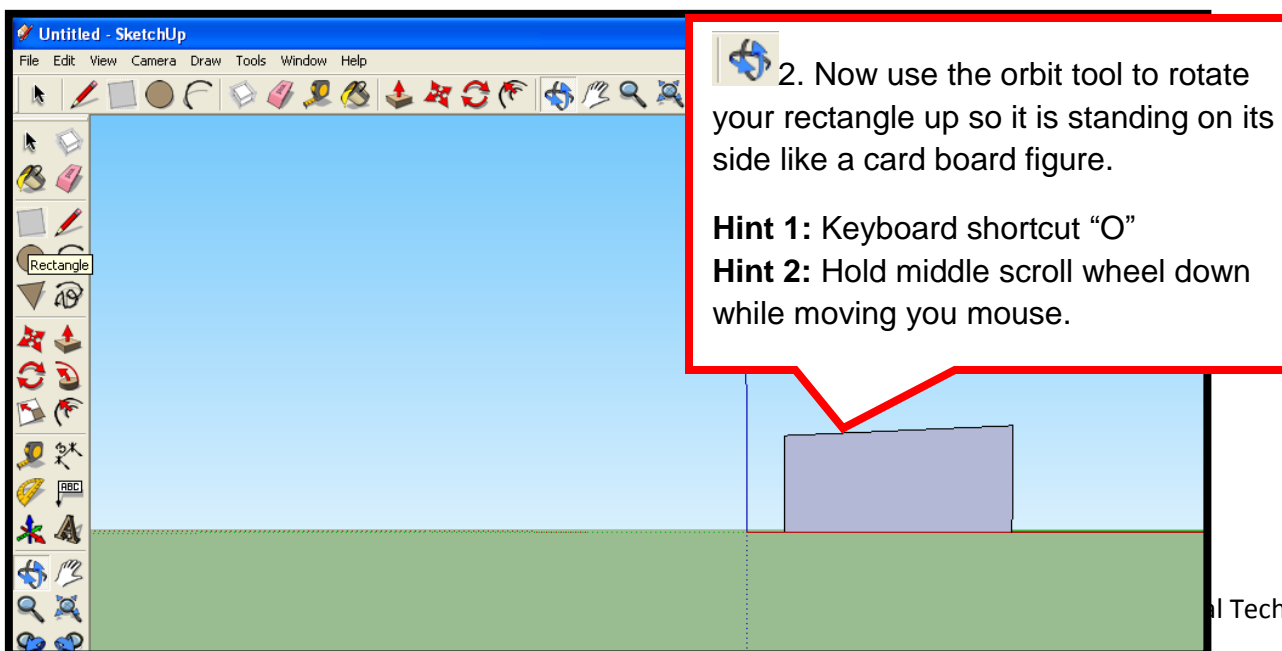 Untitled - SketchUp
File Edit View Camera Draw Tools Window Help
2. Now use the orbit tool to rotate
your rectangle up so it is standing on its
side like a card board figure.
Hint 1: Keyboard shortcut “O”
Hint 2: Hold middle scroll wheel down
while moving you mouse.
Rectangle
ABC
al Tech